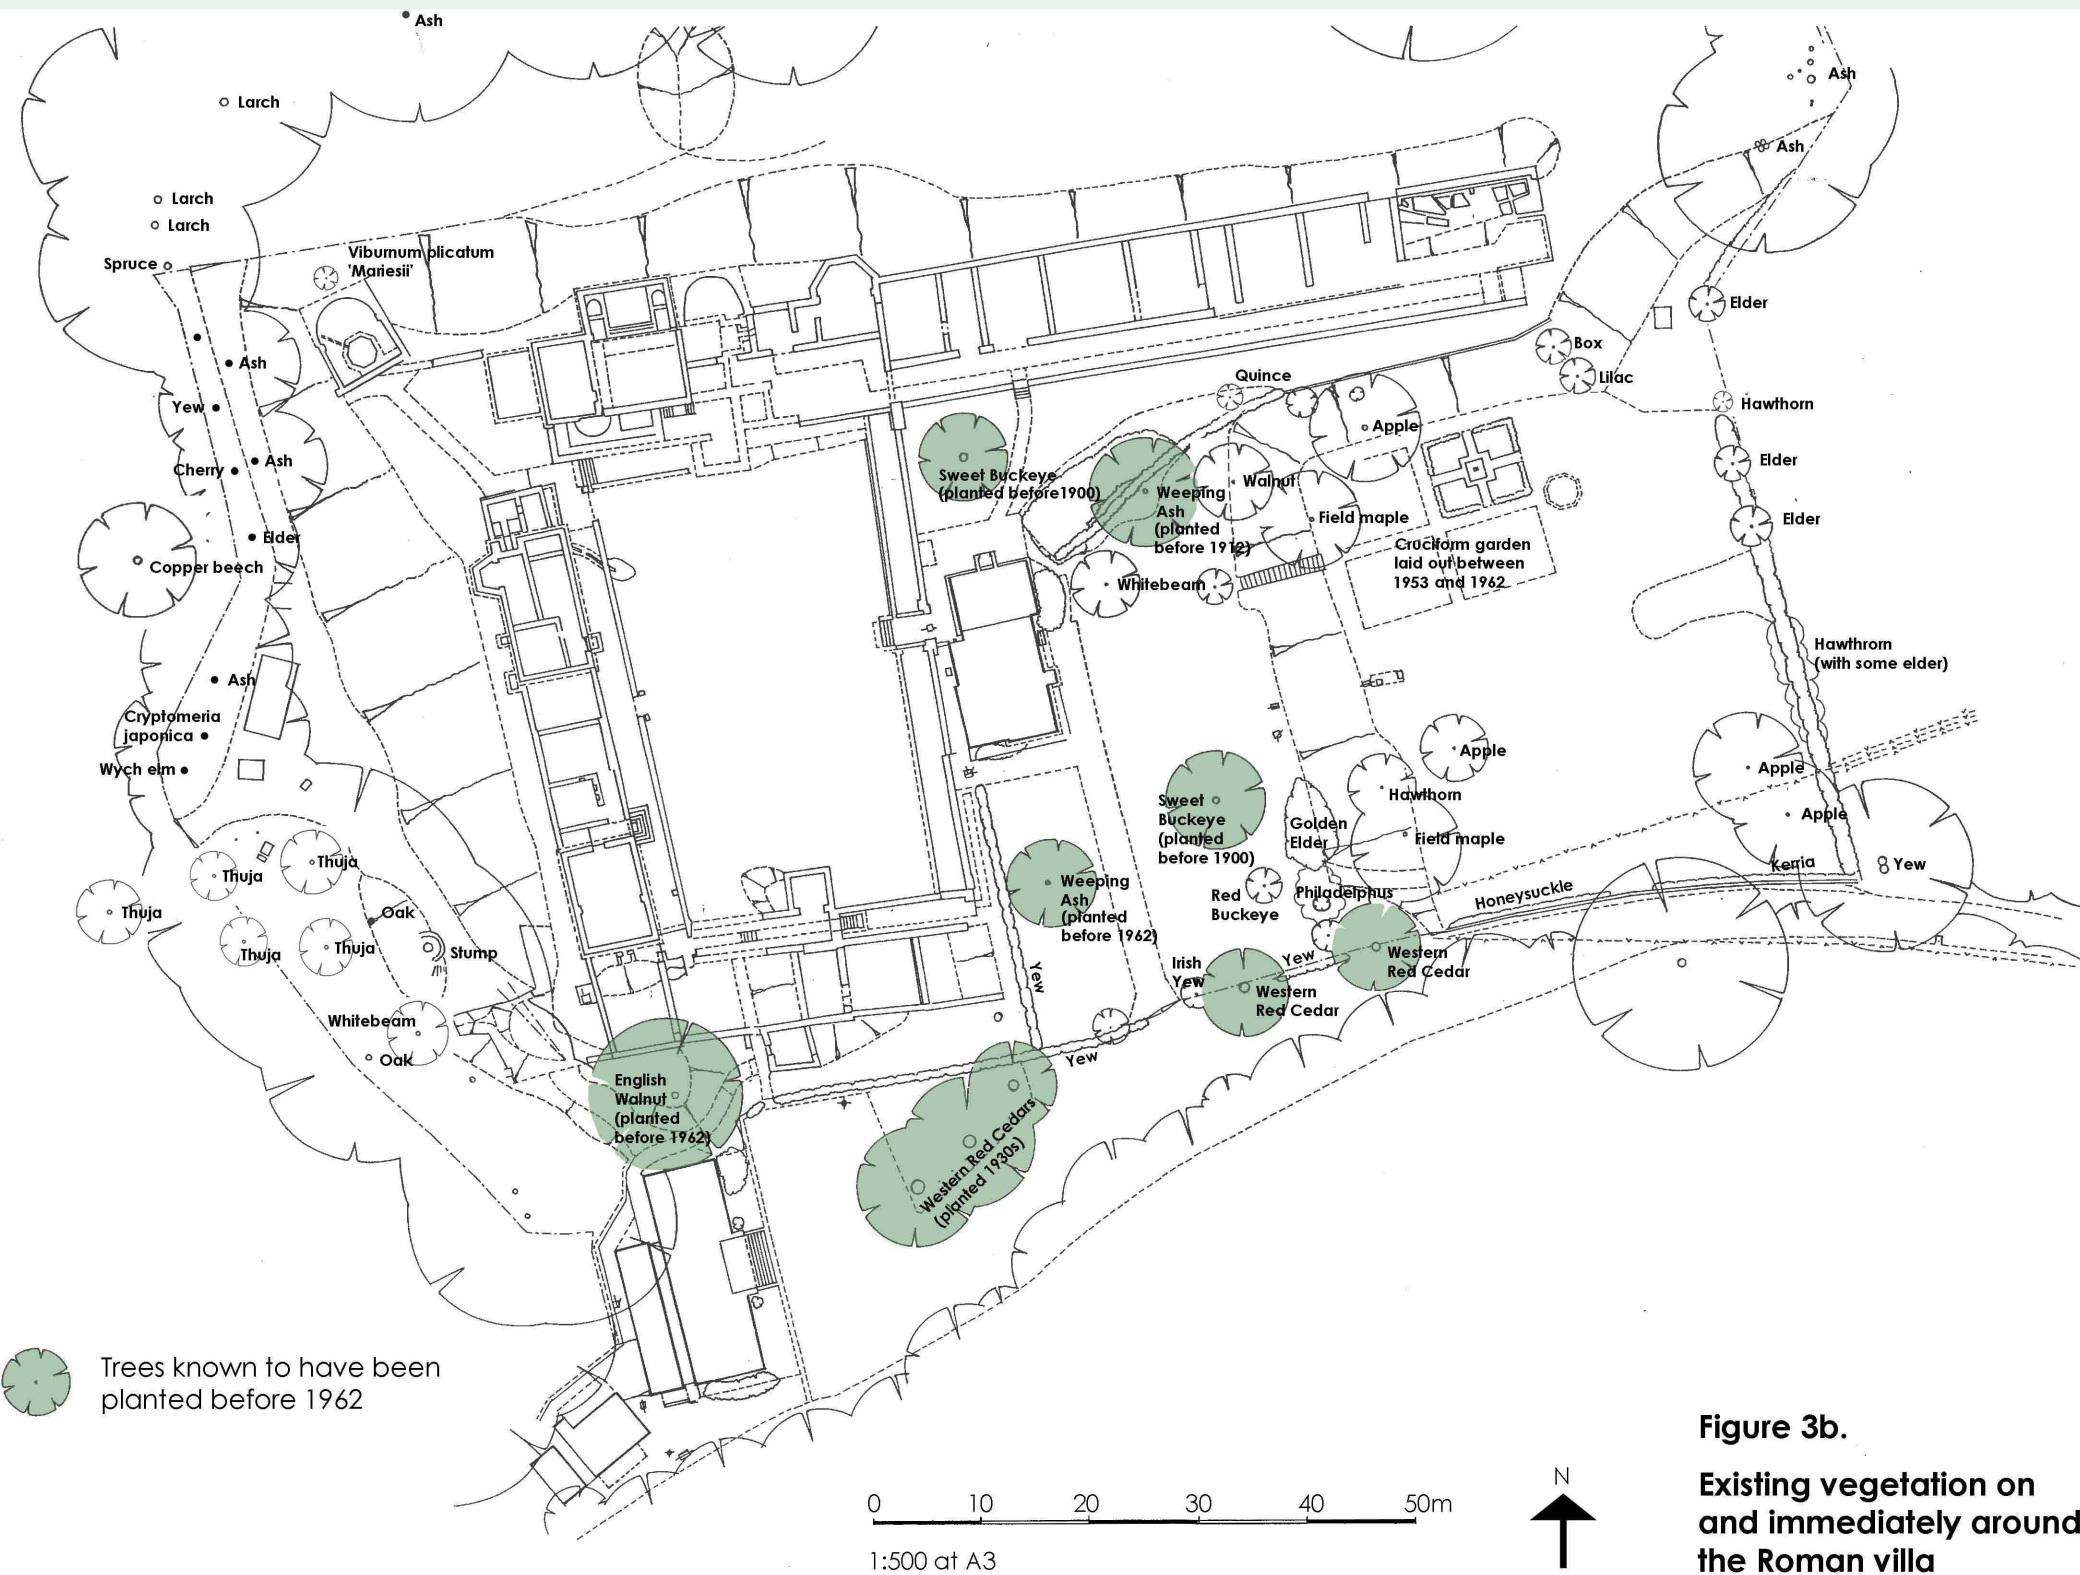 Ash
Ash
Larch
Ash
Larch
Larch
Spruce
Viburnum plicatum
'Mariesii'
Elder
Box
Lilac
Ash
Quince
Yew
Hawthorn
Apple
Cherry
Ash
Sweet Buckeye
(planted before1900)
Weeping
Ash
(planted
before 1912)
Walnut
Elder
Field maple
Elder
Elder
Copper beech
Cruciform garden
laid out between
1953 and 1962
Whitebeam
Hawthrorn
(with some elder)
Ash
Cryptomeria
japonica
Wych elm
Apple
Apple
Hawthorn
Sweet
Buckeye
(planted
before 1900)
Golden
Elder
Apple
Field maple
Thuja
Thuja
Kerria
Yew
Weeping
Ash
(planted
before 1962)
Red
Buckeye
Philadelphus
Honeysuckle
Thuja
Oak
Thuja
Thuja
Stump
Yew
Irish
Yew
Yew
Western
Red Cedar
Western
Red Cedar
Whitebeam
Oak
Yew
English
Walnut
(planted
before 1962)
Western Red Cedars
(planted 1930s)
Trees known to have been
planted before 1962
Figure 3b.
Existing vegetation on
and immediately around
the Roman villa
N
0 10 20 30 40 50m
1:500 at A3